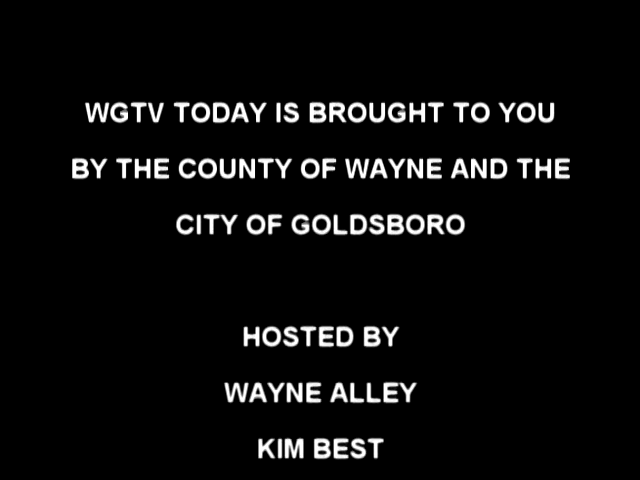 WGTV TODAY IS BROUGHT TO YOU
BY THE COUNTY OF WAYNE AND THE
CITY OF GOLDSBORO
HOSTED BY
WAYNE ALLEY
KIM BEST